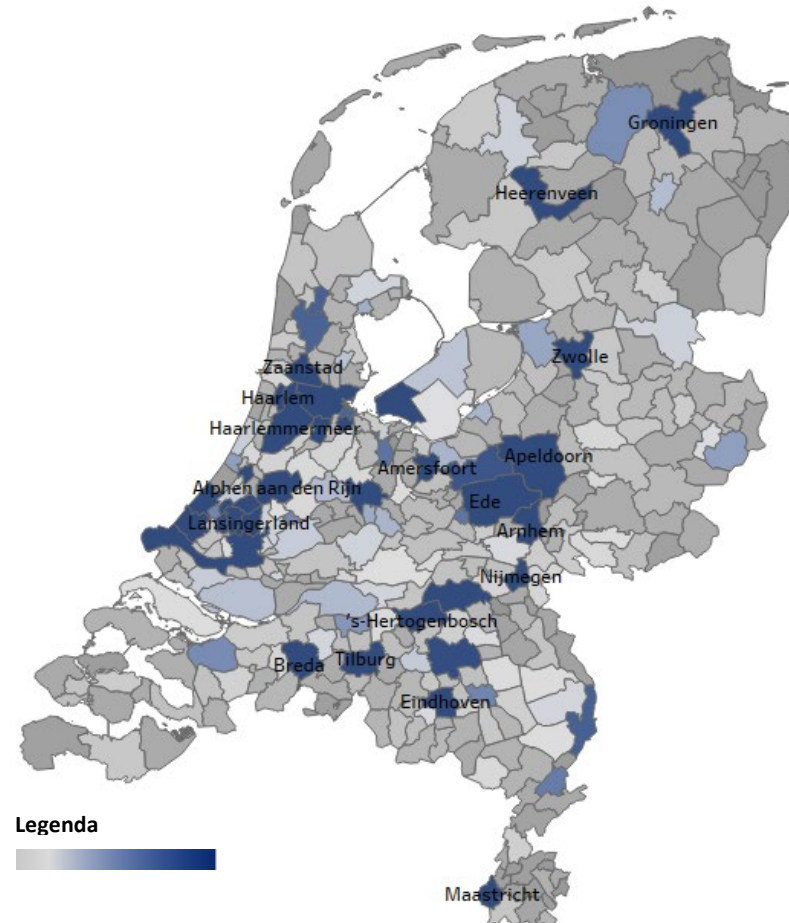 Groningen
Heerenveen
Zwolle
Zaanstad
Haarlem
Haarlemmermeer
Apeldoorn
Amersfoort
Alphen aan den Rijn
Ede
Lansingerland
Arnhem
Nijmegen
's-Hertogenbosch
Tilburg
Breda
Eindhoven
Legenda
Maastricht